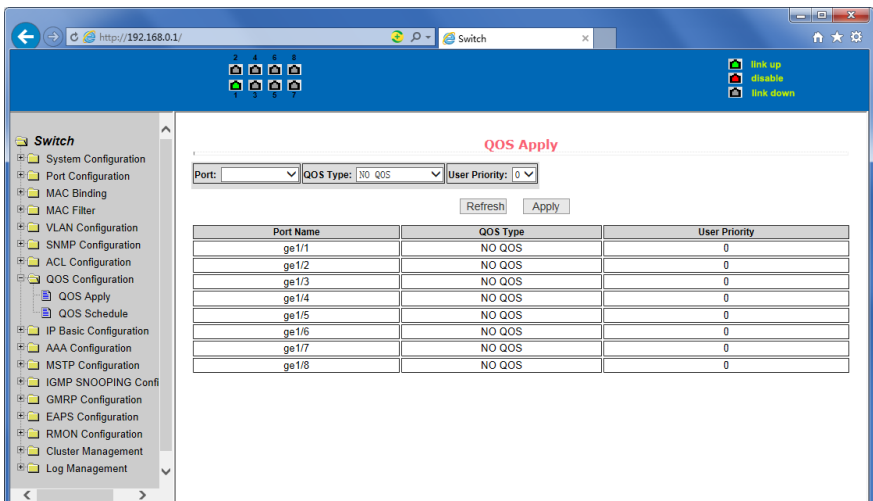 http://192.168.0.1/
Switch
2 4 6 8
1 3 5 7
link up
disable
link down
Switch
System Configuration
Port Configuration
MAC Binding
MAC Filter
VLAN Configuration
SNMP Configuration
ACL Configuration
QOS Configuration
QOS Apply
QOS Schedule
IP Basic Configuration
AAA Configuration
MSTP Configuration
IGMP SNOOPING Confi
GMRP Configuration
EAPS Configuration
RMON Configuration
Cluster Management
Log Management
QOS Apply
Port: QOS Type: NO QOS User Priority: 0
Refresh Apply
Port Name QOS Type User Priority
ge1/1 NO QOS 0
ge1/2 NO QOS 0
ge1/3 NO QOS 0
ge1/4 NO QOS 0
ge1/5 NO QOS 0
ge1/6 NO QOS 0
ge1/7 NO QOS 0
ge1/8 NO QOS 0